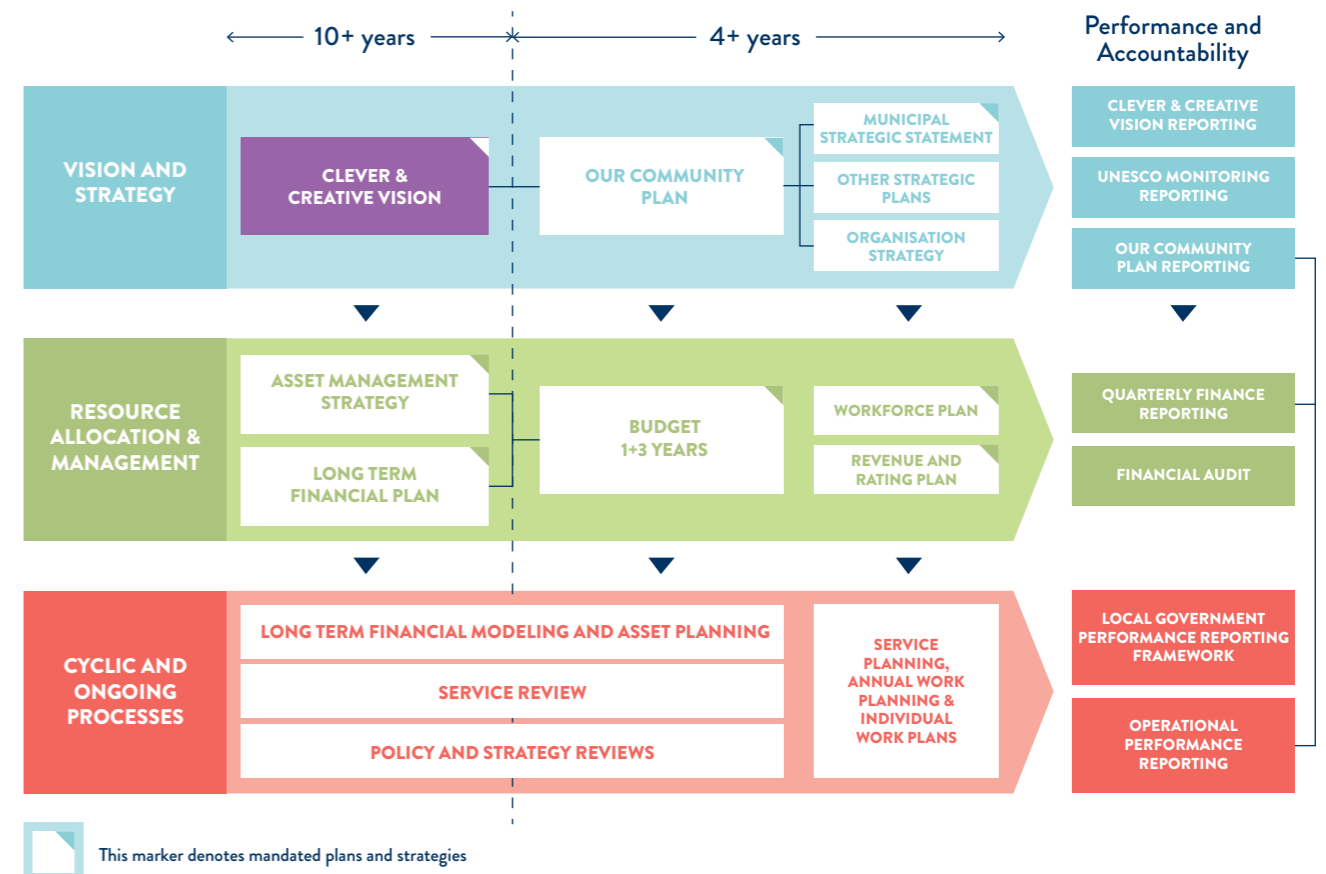 10+ years
4+ years
Performance and
Accountability
VISION AND
STRATEGY
CLEVER &
CREATIVE VISION
OUR COMMUNITY
PLAN
MUNICIPAL
STRATEGIC STATEMENT
OTHER STRATEGIC
PLANS
ORGANISATION
STRATEGY
CLEVER & CREATIVE
VISION REPORTING
UNESCO MONITORING
REPORTING
OUR COMMUNITY
PLAN REPORTING
RESOURCE
ALLOCATION &
MANAGEMENT
ASSET MANAGEMENT
STRATEGY
LONG TERM
FINANCIAL PLAN
BUDGET
1+3 YEARS
WORKFORCE PLAN
REVENUE AND
RATING PLAN
QUARTERLY FINANCE
REPORTING
FINANCIAL AUDIT
CYCLIC AND
ONGOING
PROCESSES
LONG TERM FINANCIAL MODELING AND ASSET PLANNING
SERVICE REVIEW
POLICY AND STRATEGY REVIEWS
SERVICE
PLANNING,
ANNUAL WORK
PLANNING &
INDIVIDUAL
WORK PLANS
LOCAL GOVERNMENT
PERFORMANCE REPORTING
FRAMEWORK
OPERATIONAL
PERFORMANCE
REPORTING
This marker denotes mandated plans and strategies